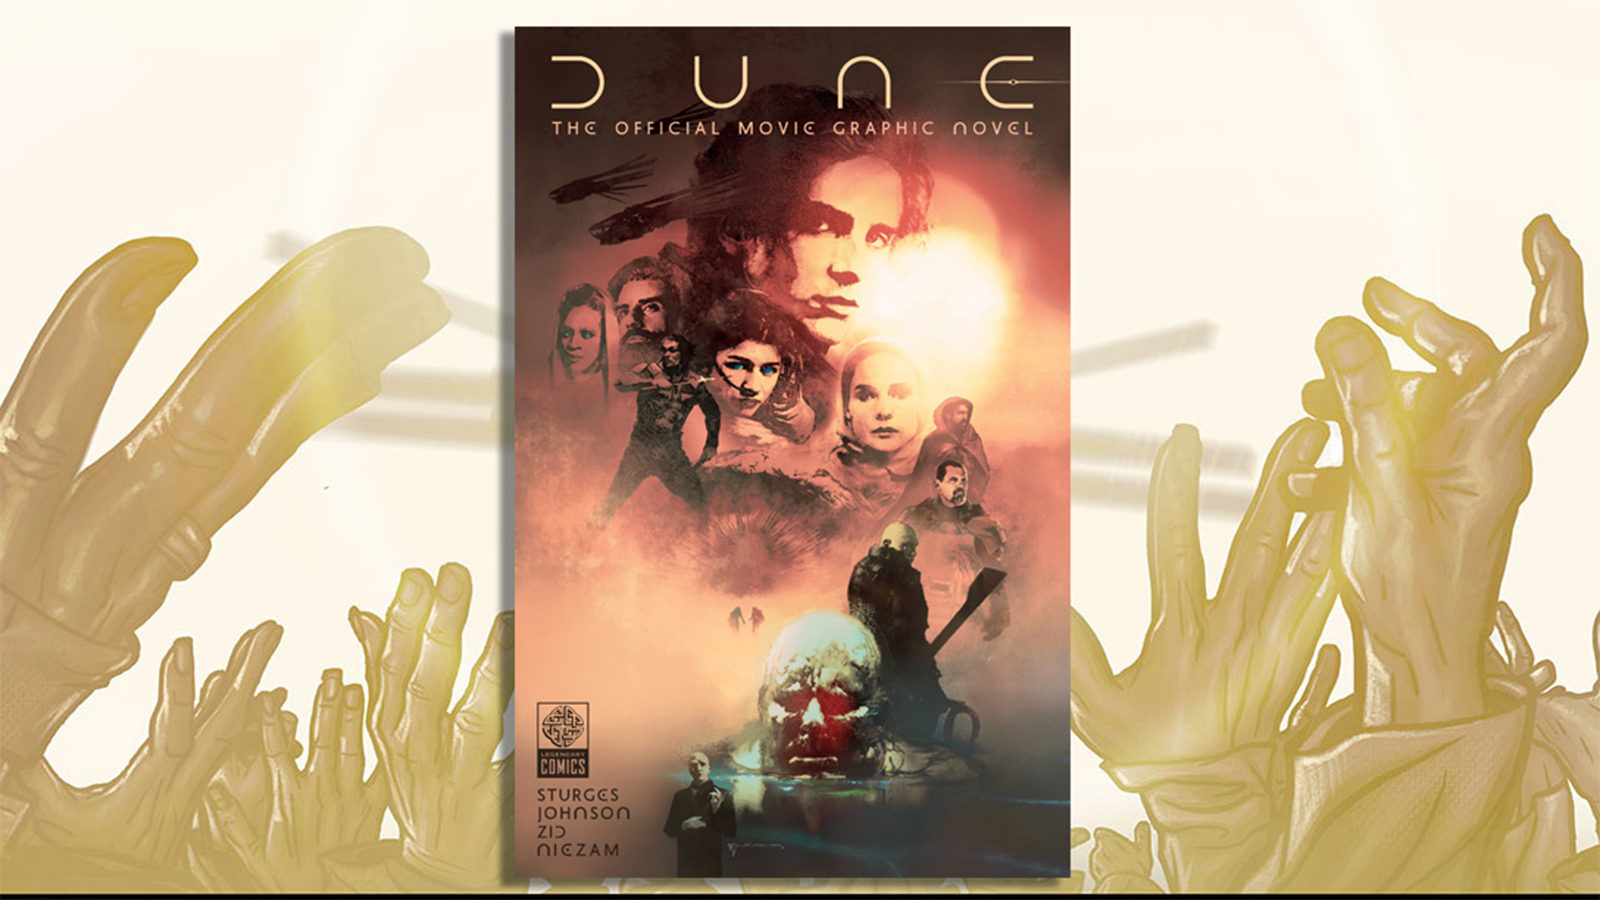 DUNE
THE OFFICIAL MOVIE GRAPHIC NOVEL
LEGENDARY
COMICS
STURGES
JOHNSON
ZID
NIEZAM